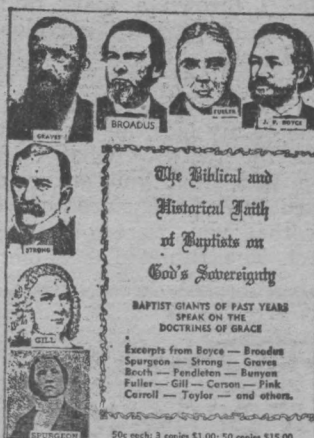 GRAVES
BROADUS
FULLER
J. P. BOYCE
STRONG
GILL
SPURGEON
The Biblical and
Historical Faith
of Baptists on
God's Sovereignty
BAPTIST GIANTS OF PAST YEARS
SPEAK ON THE
DOCTRINES OF GRACE
Excerpts from Boyce — Broadus
Spurgeon — Strong — Graves
Booth — Pendleton — Bunyan
Fuller — Gill — Carson — Pink
Carroll — Taylor — and others.
50c each; 3 copies $1.00; 50 copies $15.00